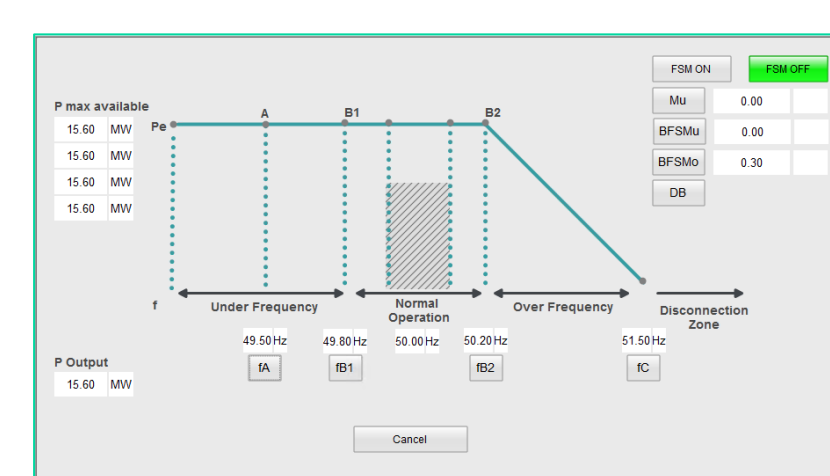 FSM ON FSM OFF
P max available
Mu 0.00
A B1 B2
Pe
15.60 MW
BFSMu 0.00
15.60 MW
BFSMo 0.30
15.60 MW
DB
15.60 MW
f
Under Frequency
Normal
Operation
Over Frequency
Disconnection
Zone
49.50 Hz 49.80 Hz 50.00 Hz 50.20 Hz 51.50 Hz
P Output
fA fB1 fB2 fC
15.60 MW
Cancel